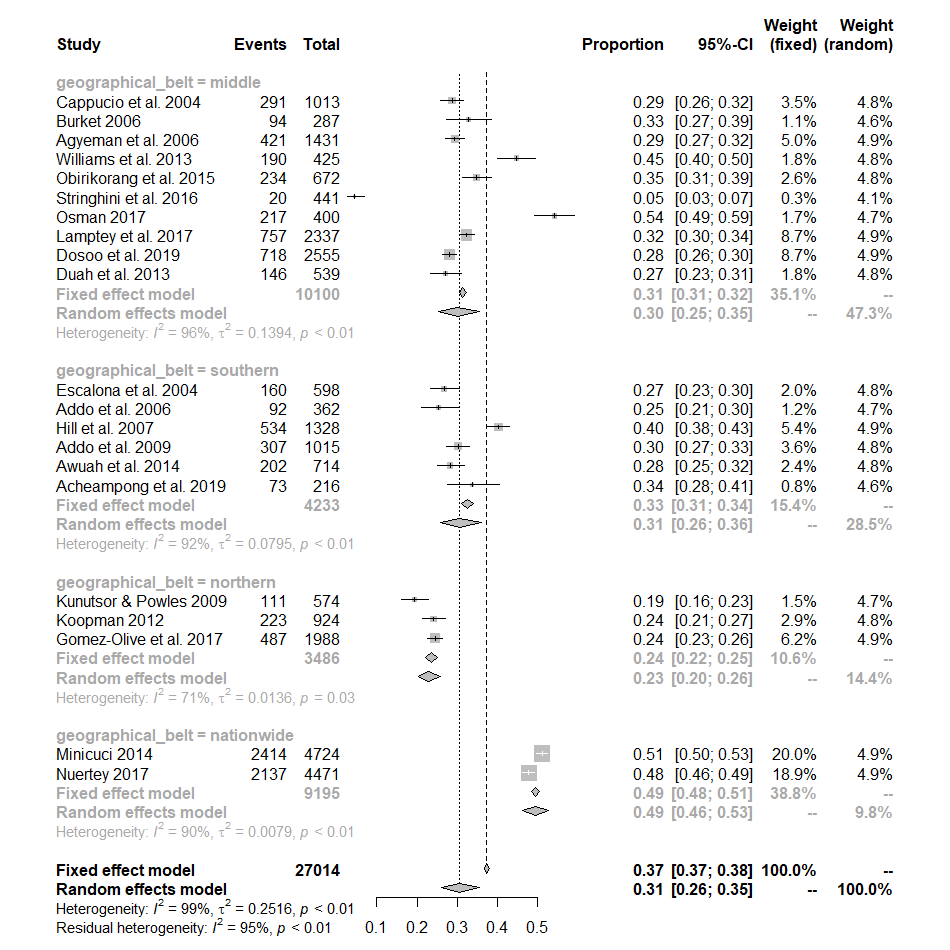 Weight Weight
Study Events Total Proportion 95%-CI (fixed) (random)
geographical_belt = middle
Cappucio et al. 2004 291 1013 0.29 [0.26; 0.32] 3.5% 4.8%
Burket 2006 94 287 0.33 [0.27; 0.39] 1.1% 4.6%
Agyeman et al. 2006 421 1431 0.29 [0.27; 0.32] 5.0% 4.9%
Williams et al. 2013 190 425 0.45 [0.40; 0.50] 1.8% 4.8%
Obirikorang et al. 2015 234 672 0.35 [0.31; 0.39] 2.6% 4.8%
Stringhini et al. 2016 20 441 0.05 [0.03; 0.07] 0.3% 4.1%
Osman 2017 217 400 0.54 [0.49; 0.59] 1.7% 4.7%
Lamptey et al. 2017 757 2337 0.32 [0.30; 0.34] 8.7% 4.9%
Dosoo et al. 2019 718 2555 0.28 [0.26; 0.30] 8.7% 4.9%
Duah et al. 2013 146 539 0.27 [0.23; 0.31] 1.8% 4.8%
Fixed effect model 10100 0.31 [0.31; 0.32] 35.1% --
Random effects model 0.30 [0.25; 0.35] -- 47.3%
Heterogeneity: I² = 96%, τ² = 0.1394, p < 0.01
geographical_belt = southern
Escalona et al. 2004 160 598 0.27 [0.23; 0.30] 2.0% 4.8%
Addo et al. 2006 92 362 0.25 [0.21; 0.30] 1.2% 4.7%
Hill et al. 2007 534 1328 0.40 [0.38; 0.43] 5.4% 4.9%
Addo et al. 2009 307 1015 0.30 [0.27; 0.33] 3.6% 4.8%
Awuah et al. 2014 202 714 0.28 [0.25; 0.32] 2.4% 4.8%
Acheampong et al. 2019 73 216 0.34 [0.28; 0.41] 0.8% 4.6%
Fixed effect model 4233 0.33 [0.31; 0.34] 15.4% --
Random effects model 0.31 [0.26; 0.36] -- 28.5%
Heterogeneity: I² = 92%, τ² = 0.0795, p < 0.01
geographical_belt = northern
Kunutsor & Powles 2009 111 574 0.19 [0.16; 0.23] 1.5% 4.7%
Koopman 2012 223 924 0.24 [0.21; 0.27] 2.9% 4.8%
Gomez-Olive et al. 2017 487 1988 0.24 [0.23; 0.26] 6.2% 4.9%
Fixed effect model 3486 0.24 [0.22; 0.25] 10.6% --
Random effects model 0.23 [0.20; 0.26] -- 14.4%
Heterogeneity: I² = 71%, τ² = 0.0136, p = 0.03
geographical_belt = nationwide
Minicuci 2014 2414 4724 0.51 [0.50; 0.53] 20.0% 4.9%
Nuertey 2017 2137 4471 0.48 [0.46; 0.49] 18.9% 4.9%
Fixed effect model 9195 0.49 [0.48; 0.51] 38.8% --
Random effects model 0.49 [0.46; 0.53] -- 9.8%
Heterogeneity: I² = 90%, τ² = 0.0079, p < 0.01
Fixed effect model 27014 0.37 [0.37; 0.38] 100.0% --
Random effects model 0.31 [0.26; 0.35] -- 100.0%
Heterogeneity: I² = 99%, τ² = 0.2516, p < 0.01
Residual heterogeneity: I² = 95%, p < 0.01 0.1 0.2 0.3 0.4 0.5